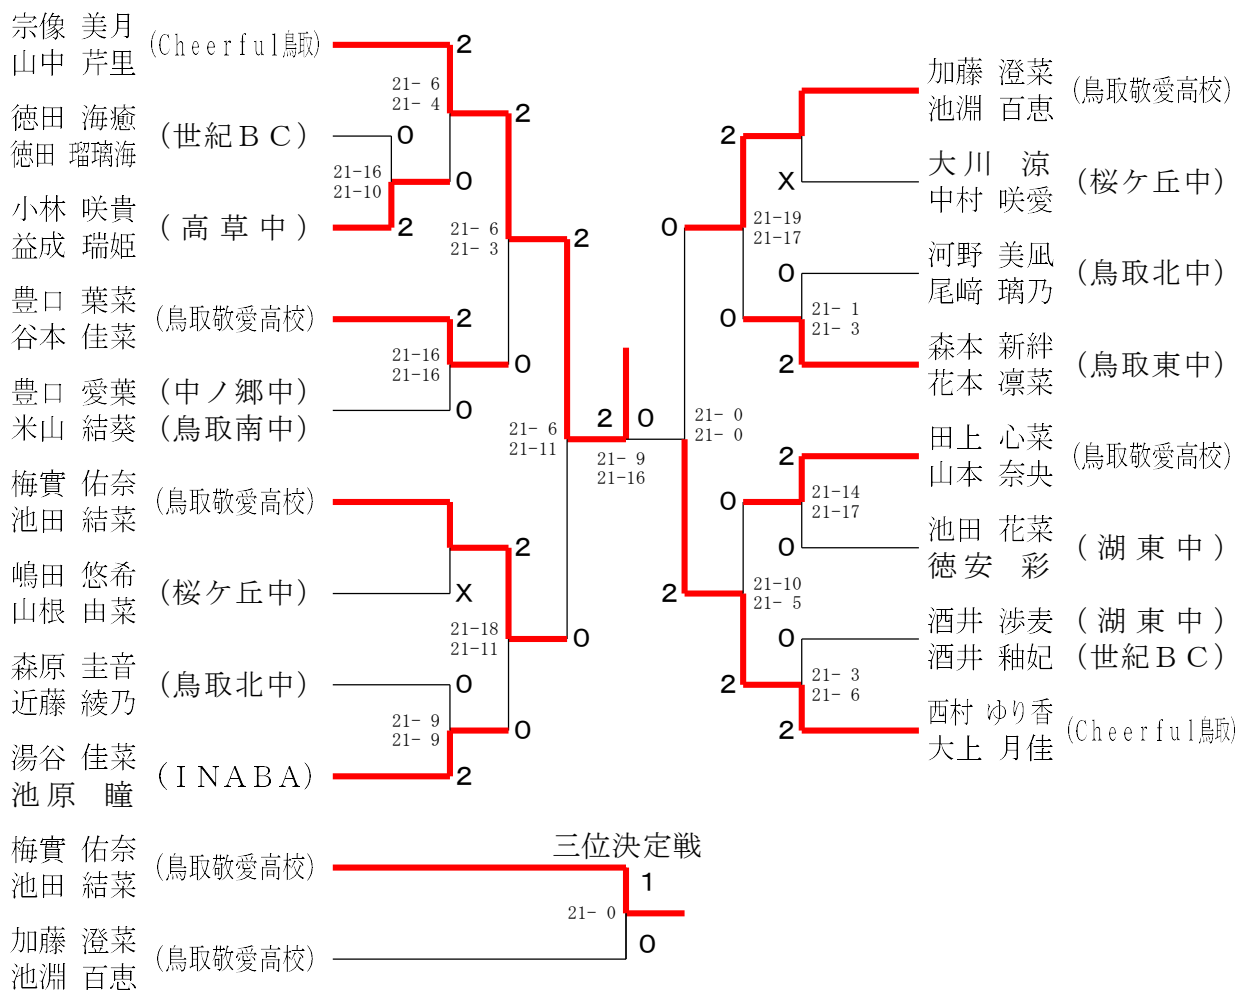 宗像 美月
山中 芹里
(Cheerful鳥取)
徳田 海癒
徳田 瑠璃海
(世紀ＢＣ)
小林 咲貴
益成 瑞姫
(高草中)
豊口 葉菜
谷本 佳菜
(鳥取敬愛高校)
豊口 愛葉 (中ノ郷中)
米山 結葵 (鳥取南中)
梅實 佑奈
池田 結菜
(鳥取敬愛高校)
嶋田 悠希
山根 由菜
(桜ケ丘中)
森原 圭音
近藤 綾乃
(鳥取北中)
湯谷 佳菜
池原 瞳
(ＩＮＡＢＡ)
2
21- 6
21- 4
0
0
21-16
21-10
2
2
21- 6
21- 3
0
2
21-16
21-16
0
2
21- 6
21-11
0
2
X
21-18
21-11
0
21- 9
21- 9
2
0
2 0
21- 9
21-16
加藤 澄菜
池淵 百恵
(鳥取敬愛高校)
大川 涼
中村 咲愛
(桜ケ丘中)
河野 美凪
尾﨑 璃乃
(鳥取北中)
森本 新絆
花本 凛菜
(鳥取東中)
田上 心菜
山本 奈央
(鳥取敬愛高校)
池田 花菜
徳安 彩
(湖東中)
酒井 渉麦 (湖東中)
酒井 釉妃 (世紀ＢＣ)
西村 ゆり香
大上 月佳
(Cheerful鳥取)
2
X
0
21-19
21-17
0
21- 1
21- 3
0
2
21- 0
21- 0
2
21-14
21-17
0
0
21-10
21- 5
2
0
21- 3
21- 6
2
2
三位決定戦
梅實 佑奈
池田 結菜
(鳥取敬愛高校)
1
21- 0
0
加藤 澄菜
池淵 百恵
(鳥取敬愛高校)